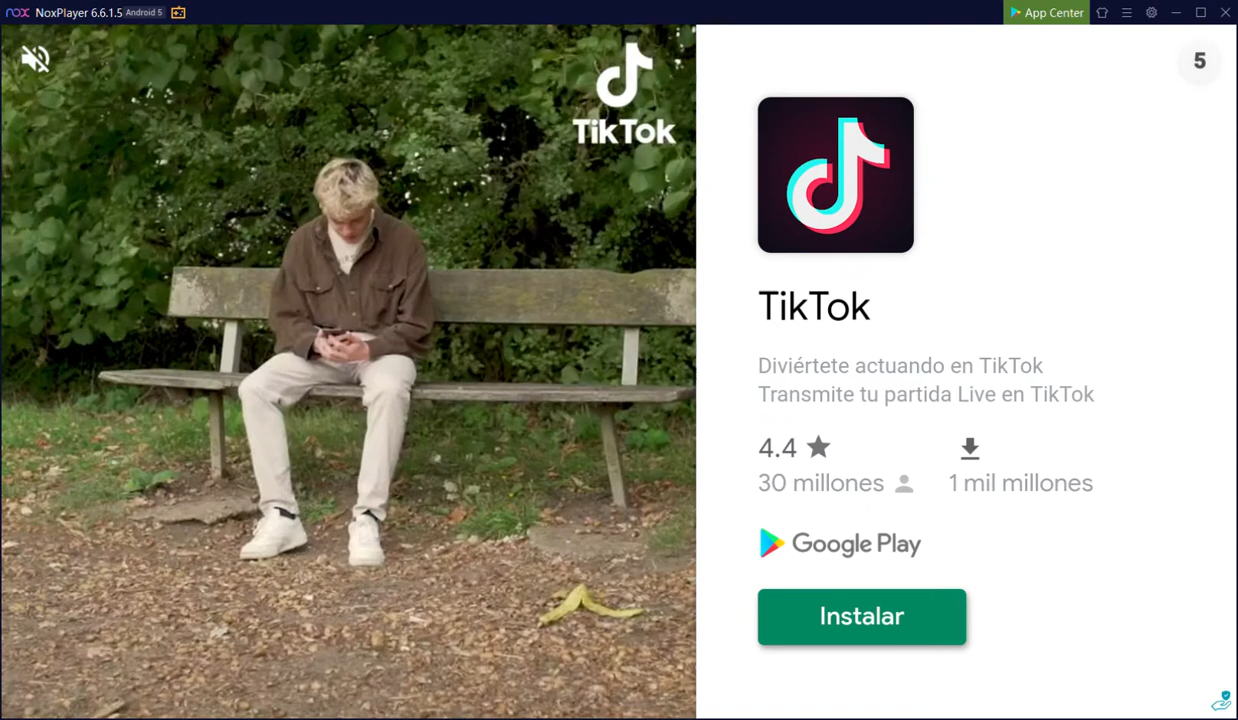 nox NoxPlayer 6.6.1.5 Android 5
App Center
TikTok
5
TikTok
Diviértete actuando en TikTok
Transmite tu partida Live en TikTok
4.4
30 millones
1 mil millones
Google Play
Instalar